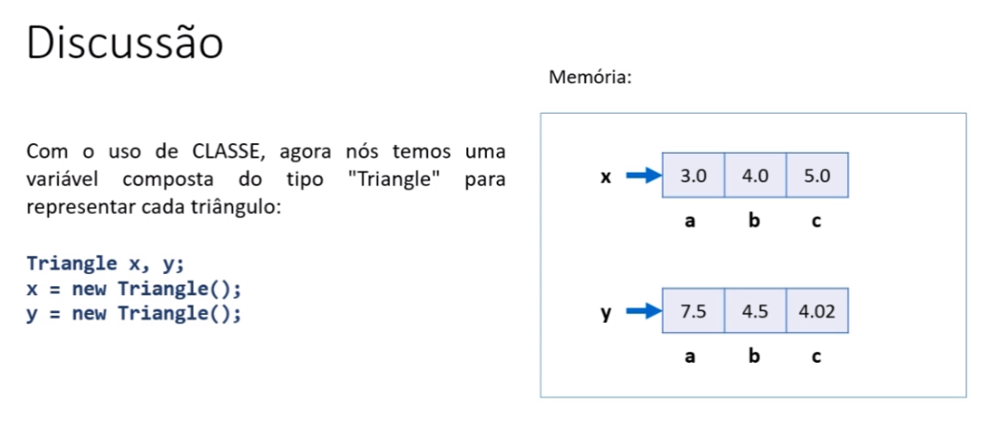 Discussão
Memória:
Com o uso de CLASSE, agora nós temos uma
variável composta do tipo "Triangle" para
representar cada triângulo:
Triangle x, y;
x = new Triangle();
y = new Triangle();
x 3.0 4.0 5.0
a b c
y 7.5 4.5 4.02
a b c